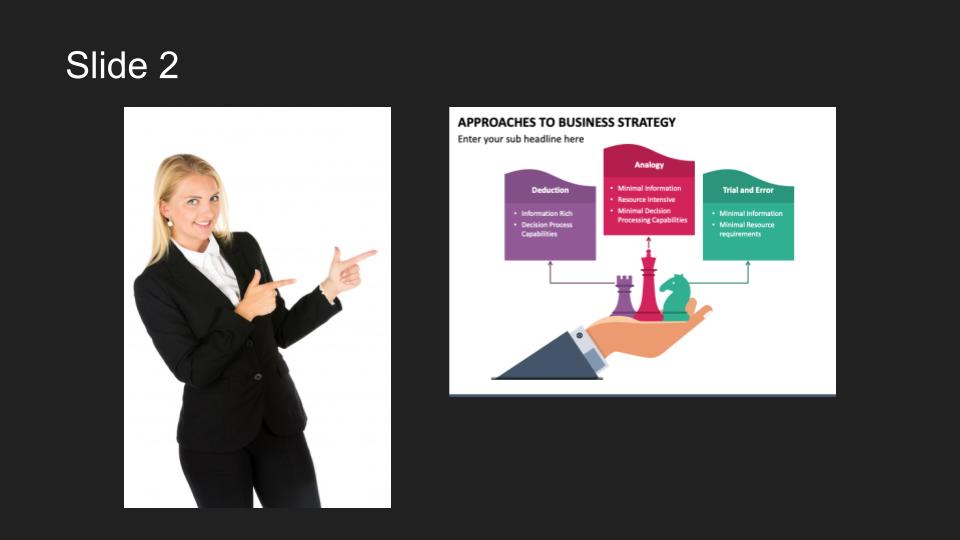 Slide 2
APPROACHES TO BUSINESS STRATEGY
Enter your sub headline here
Deduction
• Information Rich
• Decision Process
Capabilities
Analogy
• Minimal Information
• Resource Intensive
• Minimal Decision
Processing Capabilities
Trial and Error
• Minimal Information
• Minimal Resource
requirements